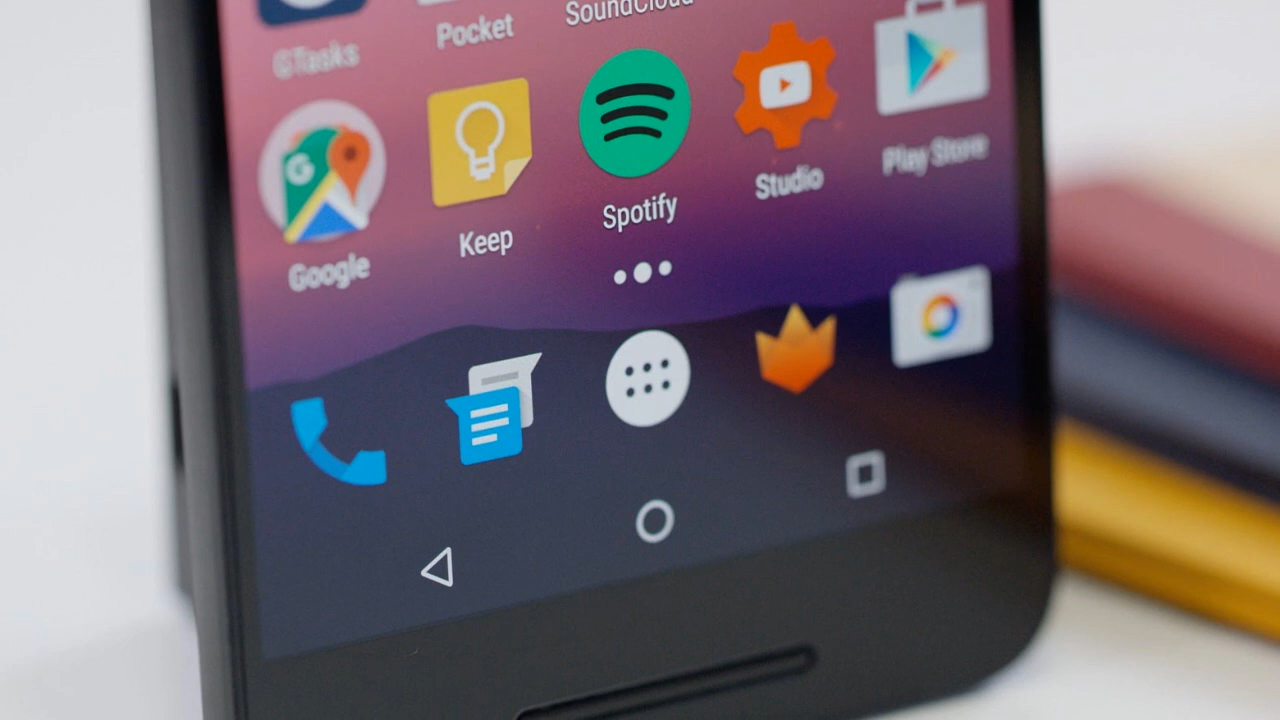 GTasks
Pocket
SoundCloud
Google
Keep
Spotify
Studio
Play Store
G